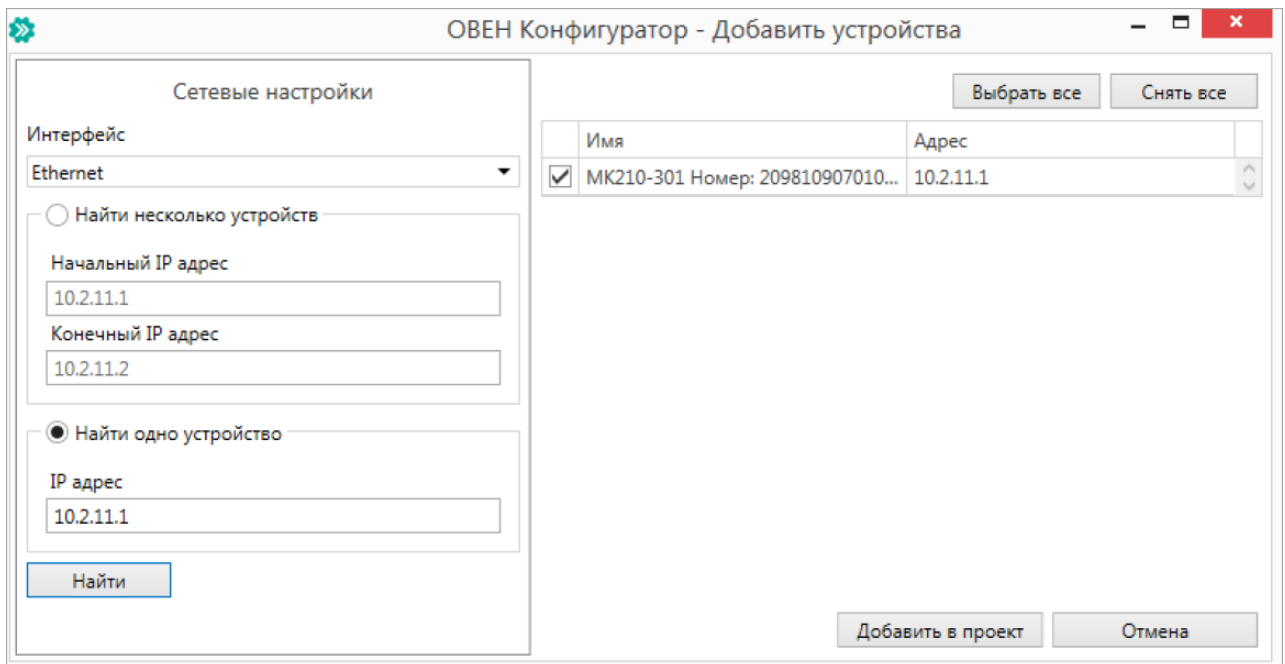 ОВЕН Конфигуратор - Добавить устройства
Сетевые настройки
Интерфейс
Ethernet
Найти несколько устройств
Начальный IP адрес
10.2.11.1
Конечный IP адрес
10.2.11.2
Найти одно устройство
IP адрес
10.2.11.1
Найти
Выбрать все Снять все
Имя Адрес
МК210-301 Номер: 209810907010... 10.2.11.1
Добавить в проект Отмена